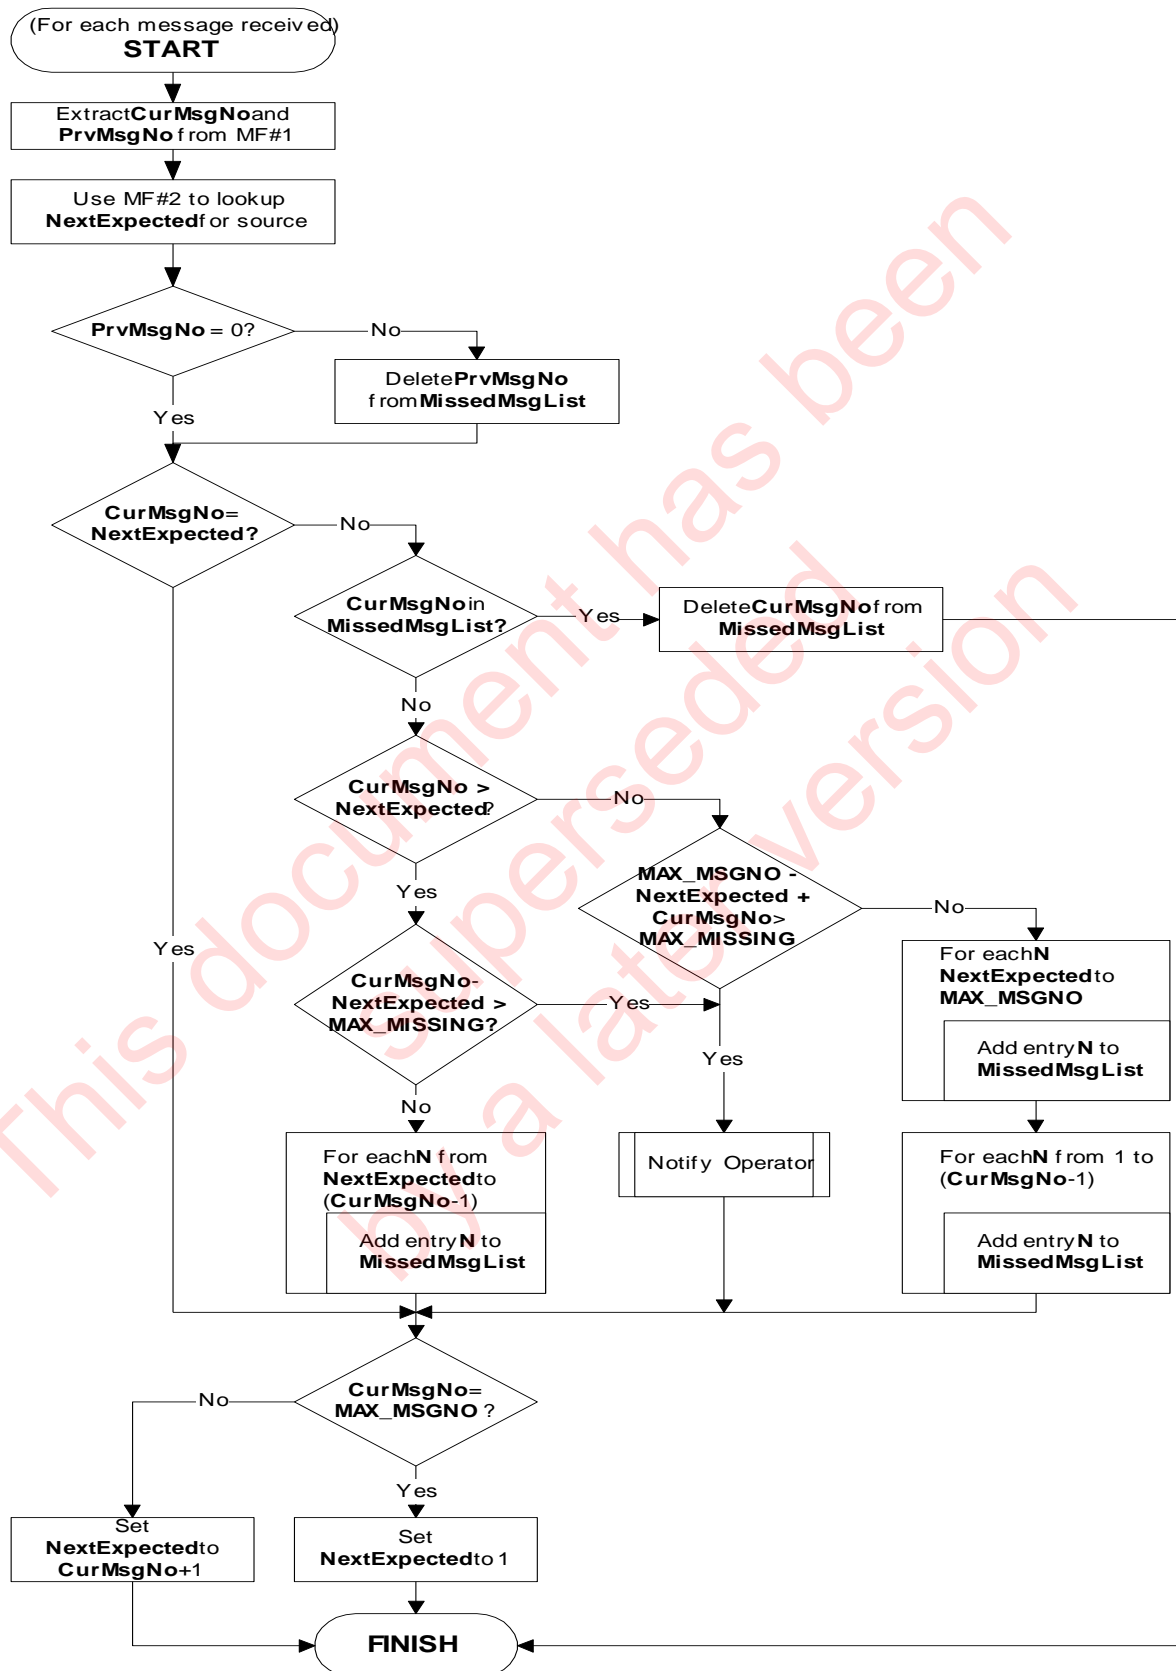 (For each message received)
START
Extract CurMsgNo and
PrvMsgNo from MF#1
Use MF#2 to lookup
NextExpected for source
PrvMsgNo = 0?
No
Delete PrvMsgNo
from MissedMsgList
Yes
CurMsgNo=
NextExpected?
No
CurMsgNo in
MissedMsgList?
Yes
Delete CurMsgNo from
MissedMsgList
No
CurMsgNo >
NextExpected?
No
MAX_MSGNO -
NextExpected +
CurMsgNo>
MAX_MISSING
No
For each N
NextExpected to
MAX_MSGNO
Add entry N to
MissedMsgList
Yes
Yes
CurMsgNo-
NextExpected >
MAX_MISSING?
Yes
Yes
No
For each N from
NextExpected to
(CurMsgNo-1)
Add entry N to
MissedMsgList
Notify Operator
For each N from 1 to
(CurMsgNo-1)
Add entry N to
MissedMsgList
CurMsgNo=
MAX_MSGNO ?
No
Yes
Set
NextExpected to
CurMsgNo+1
Set
NextExpected to 1
FINISH
This document has been
superseded
by a later version